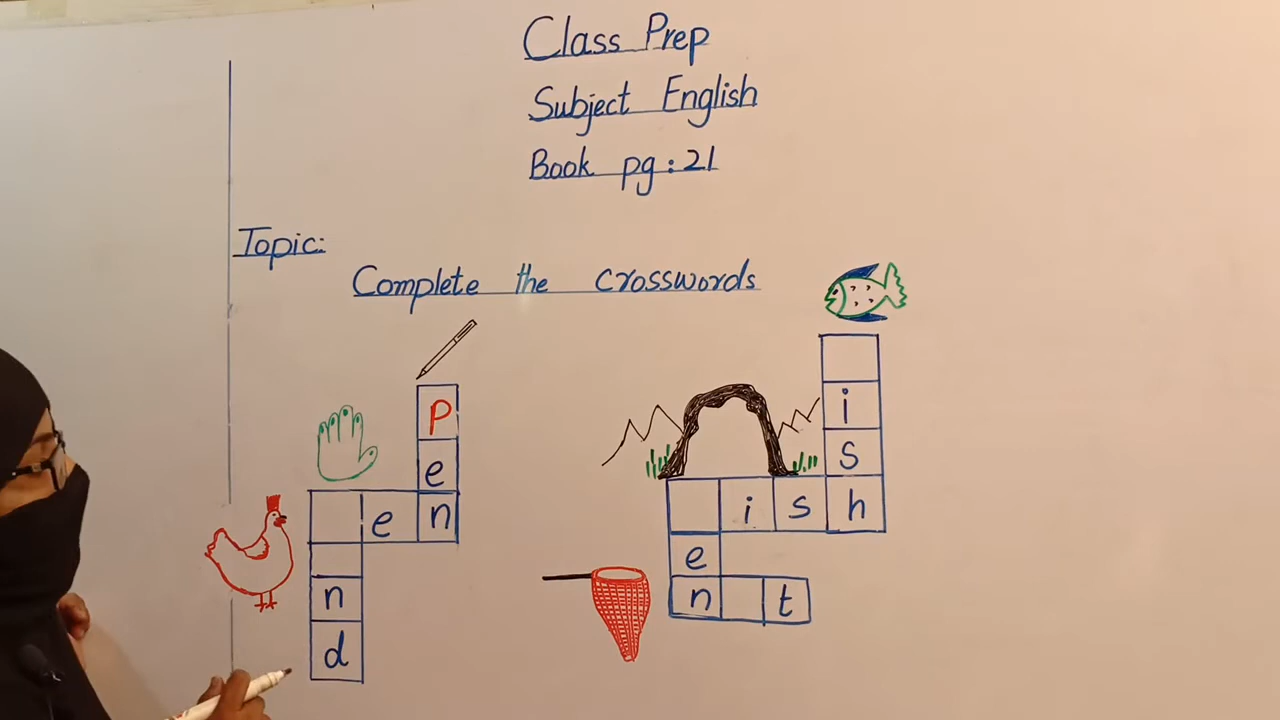 Class Prep
Subject English
Book pg: 21
Topic:
Complete the crosswords
p
e
e n
n
d
i
s
i s h
e
n t